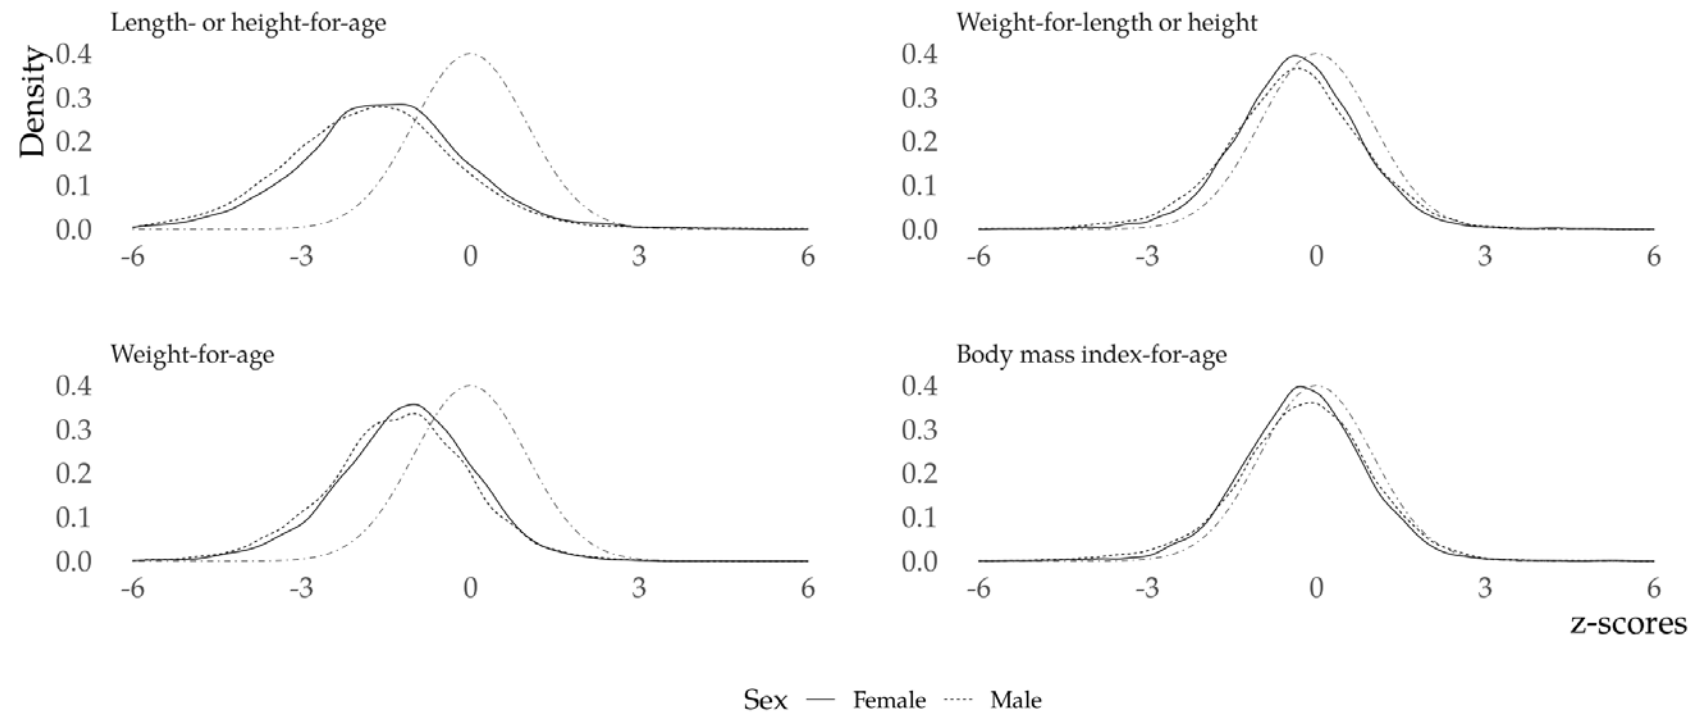 Length- or height-for-age
Density
0.4
0.3
0.2
0.1
0.0
-6 -3 0 3 6
Weight-for-length or height
0.4
0.3
0.2
0.1
0.0
-6 -3 0 3 6
Weight-for-age
0.4
0.3
0.2
0.1
0.0
-6 -3 0 3 6
Body mass index-for-age
0.4
0.3
0.2
0.1
0.0
-6 -3 0 3 6
z-scores
Sex Female Male